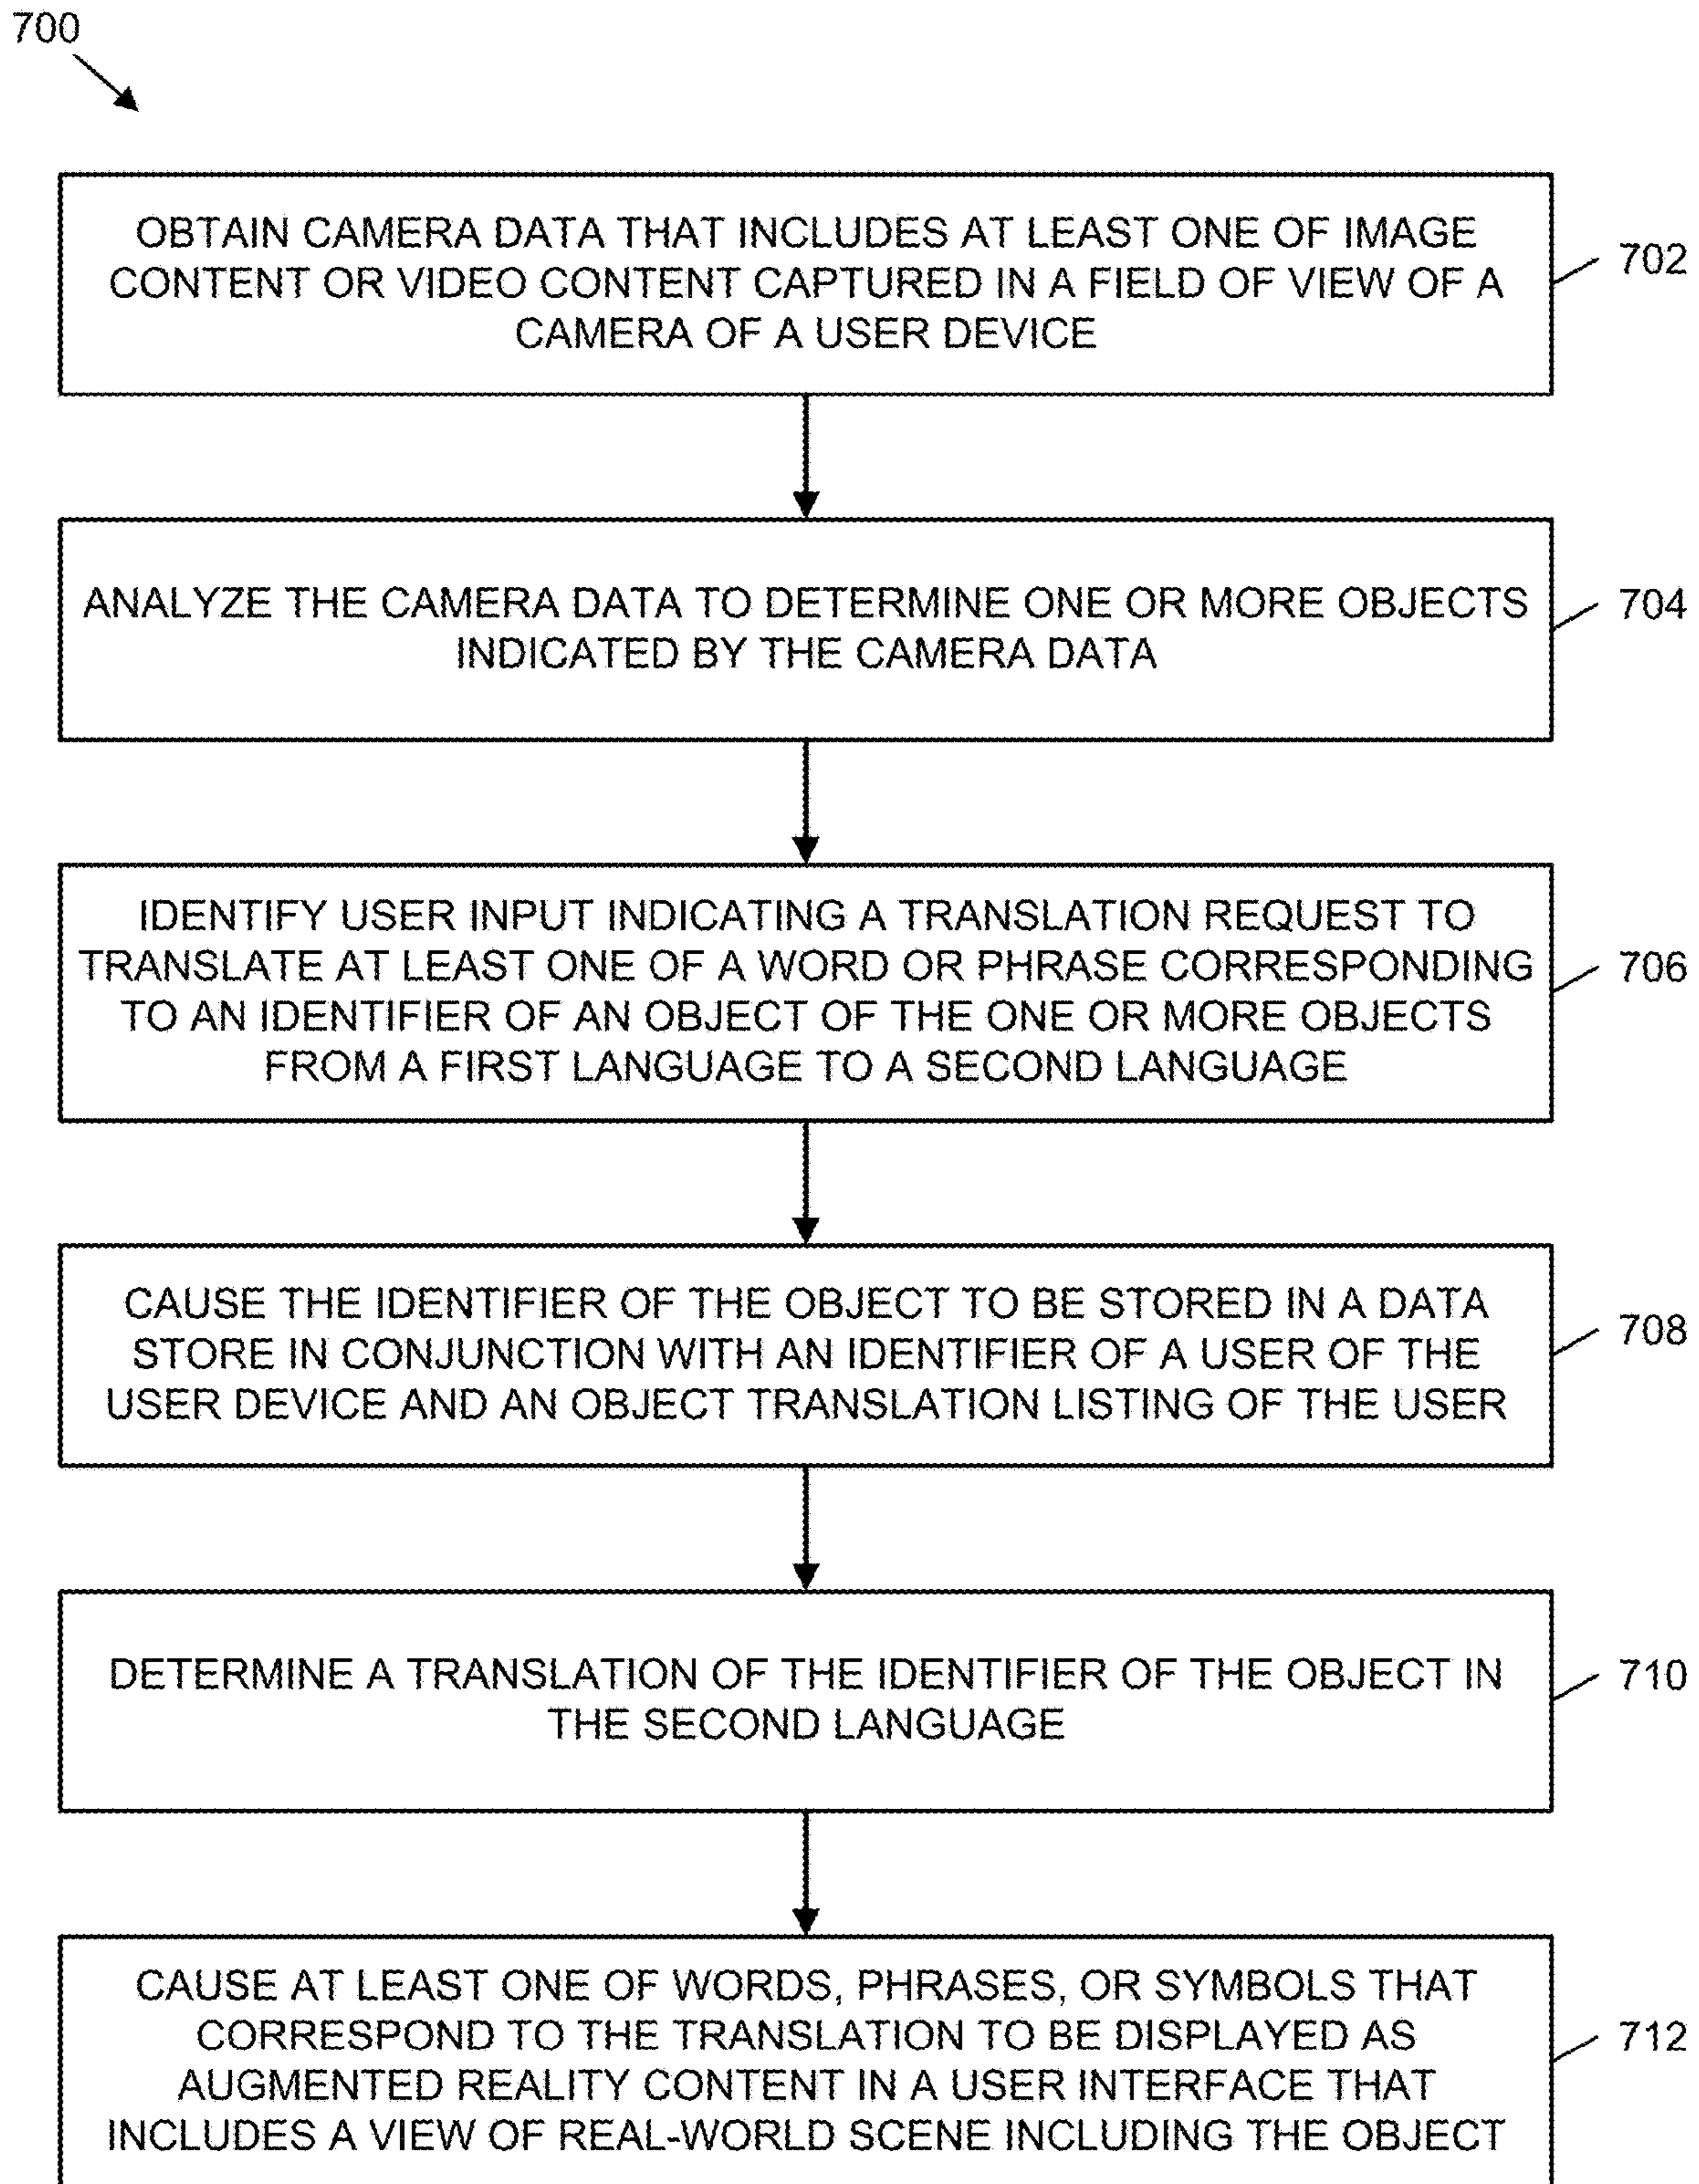 700
OBTAIN CAMERA DATA THAT INCLUDES AT LEAST ONE OF IMAGE
CONTENT OR VIDEO CONTENT CAPTURED IN A FIELD OF VIEW OF A
CAMERA OF A USER DEVICE
702
ANALYZE THE CAMERA DATA TO DETERMINE ONE OR MORE OBJECTS
INDICATED BY THE CAMERA DATA
704
IDENTIFY USER INPUT INDICATING A TRANSLATION REQUEST TO
TRANSLATE AT LEAST ONE OF A WORD OR PHRASE CORRESPONDING
TO AN IDENTIFIER OF AN OBJECT OF THE ONE OR MORE OBJECTS
FROM A FIRST LANGUAGE TO A SECOND LANGUAGE
706
CAUSE THE IDENTIFIER OF THE OBJECT TO BE STORED IN A DATA
STORE IN CONJUNCTION WITH AN IDENTIFIER OF A USER OF THE
USER DEVICE AND AN OBJECT TRANSLATION LISTING OF THE USER
708
DETERMINE A TRANSLATION OF THE IDENTIFIER OF THE OBJECT IN
THE SECOND LANGUAGE
710
CAUSE AT LEAST ONE OF WORDS, PHRASES, OR SYMBOLS THAT
CORRESPOND TO THE TRANSLATION TO BE DISPLAYED AS
AUGMENTED REALITY CONTENT IN A USER INTERFACE THAT
INCLUDES A VIEW OF REAL-WORLD SCENE INCLUDING THE OBJECT
712